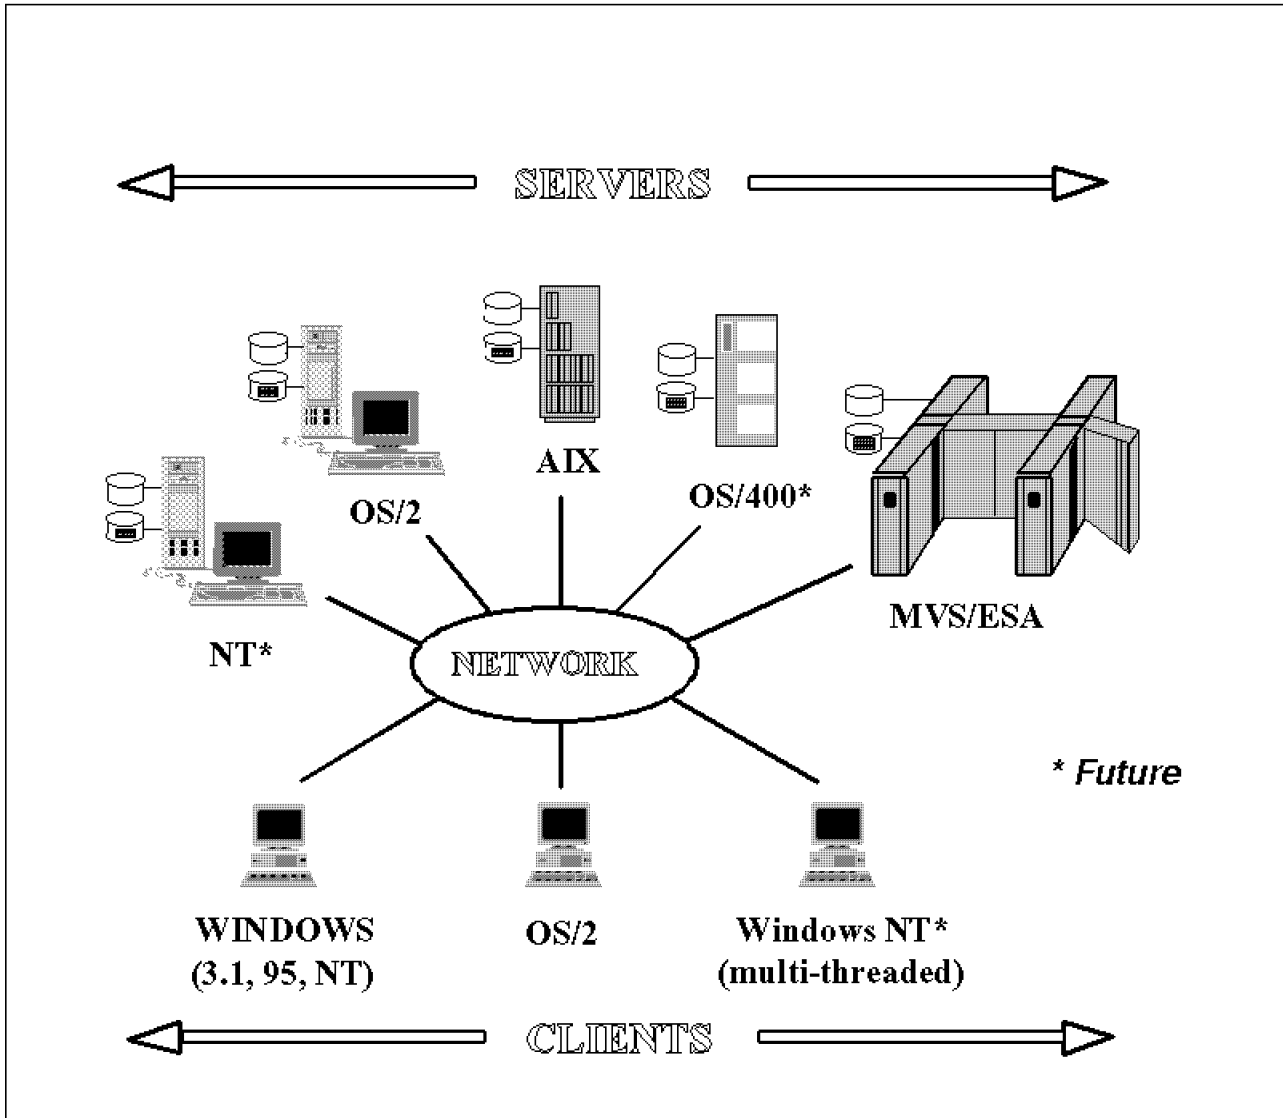 SERVERS
AIX
OS/400*
OS/2
MVS/ESA
NT*
NETWORK
* Future
WINDOWS
(3.1, 95, NT)
OS/2
Windows NT*
(multi-threaded)
CLIENTS